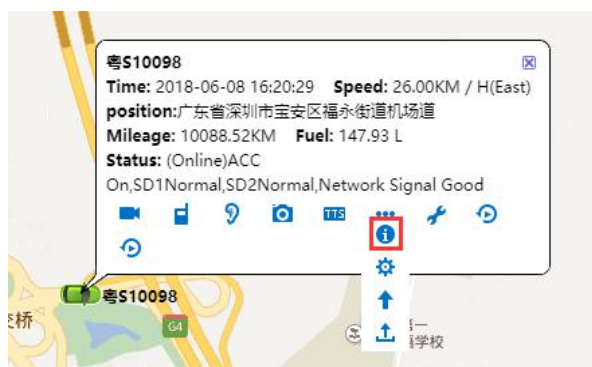 粤S10098
Time: 2018-06-08 16:20:29 Speed: 26.00KM / H(East)
position:广东省深圳市宝安区福永街道机场道
Mileage: 10088.52KM Fuel: 147.93 L
Status: (Online)ACC
On,SD1Normal,SD2Normal,Network Signal Good
TTS
粤S10098
桥
G4
学校